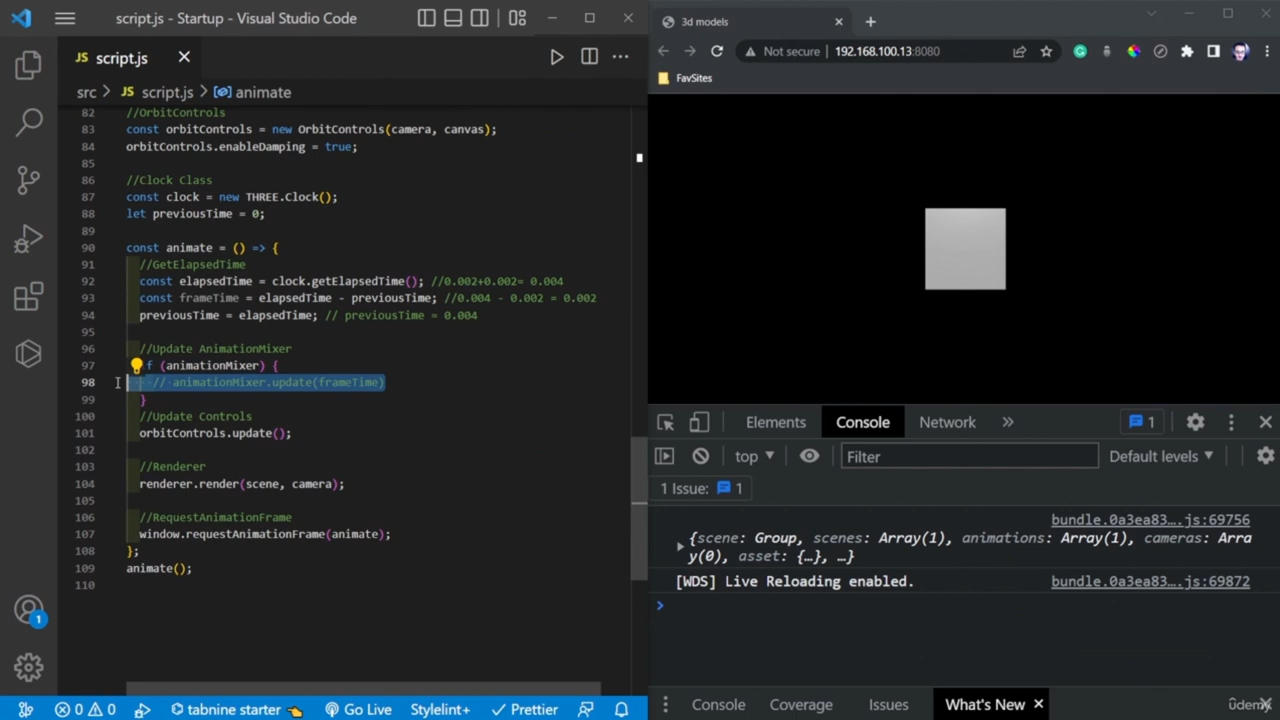 script.js - Startup - Visual Studio Code
JS script.js
src > JS script.js > animate
82 //OrbitControls
83 const orbitControls = new OrbitControls(camera, canvas);
84 orbitControls.enableDamping = true;
85
86 //Clock Class
87 const clock = new THREE.Clock();
88 let previousTime = 0;
89
90 const animate = () => {
91 //GetElapsedTime
92 const elapsedTime = clock.getElapsedTime(); //0.002+0.002= 0.004
93 const frameTime = elapsedTime - previousTime; //0.004 - 0.002 = 0.002
94 previousTime = elapsedTime; // previousTime = 0.004
95
96 //Update AnimationMixer
97 f (animationMixer) {
98 // animationMixer.update(frameTime)
99 }
100 //Update Controls
101 orbitControls.update();
102
103 //Renderer
104 renderer.render(scene, camera);
105
106 //RequestAnimationFrame
107 window.requestAnimationFrame(animate);
108 };
109 animate();
110
1
0 0 tabnine starter Go Live Stylelint+ Prettier
3d models
Not secure 192.168.100.13:8080
FavSites
Elements Console Network » 1
top Filter Default levels
1 Issue: 1
bundle.0a3ea83….js:69756
{scene: Group, scenes: Array(1), animations: Array(1), cameras: Arra
y(0), asset: {…}, …}
[WDS] Live Reloading enabled. bundle.0a3ea83….js:69872
>
Console Coverage Issues What's New
ûdemy